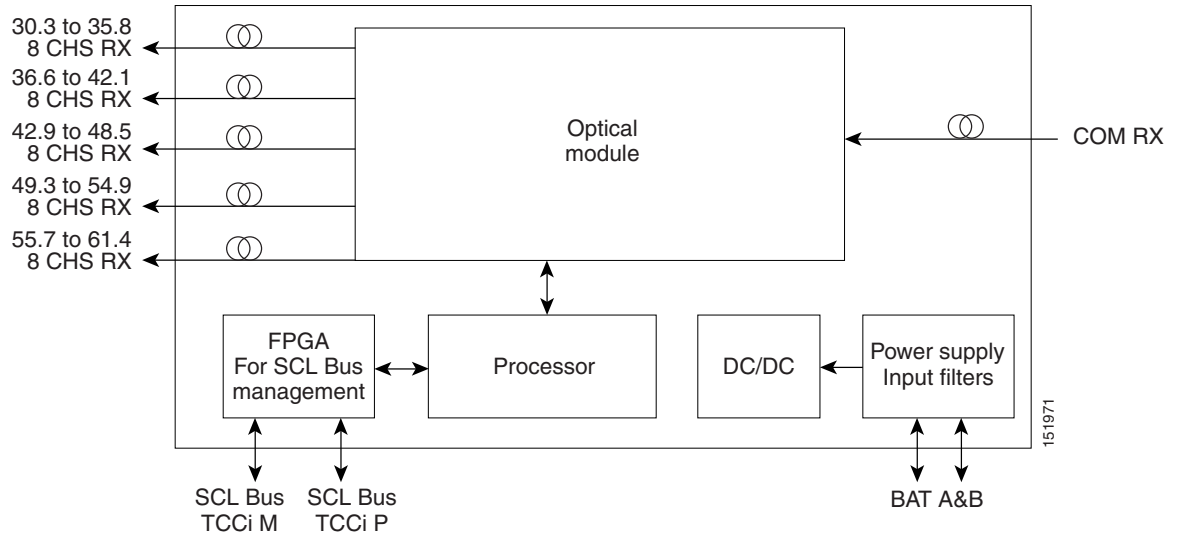 30.3 to 35.8
8 CHS RX
36.6 to 42.1
8 CHS RX
42.9 to 48.5
8 CHS RX
49.3 to 54.9
8 CHS RX
55.7 to 61.4
8 CHS RX
Optical
module
COM RX
FPGA
For SCL Bus
management
Processor
DC/DC
Power supply
Input filters
151971
SCL Bus
TCCi M
SCL Bus
TCCi P
BAT A&B